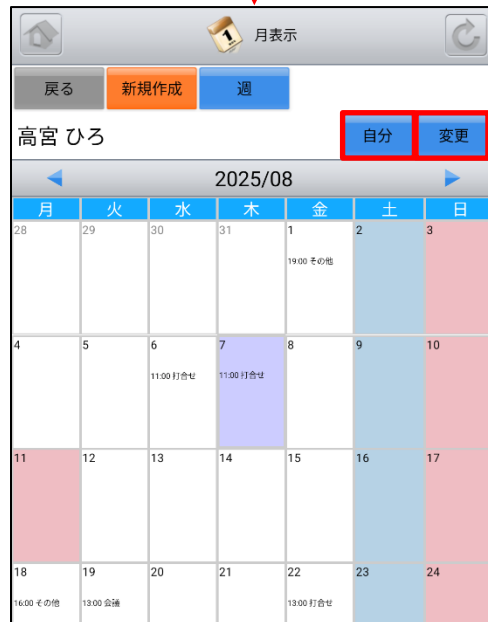 1 月表示
戻る 新規作成 週
高宮 ひろ 自分 変更
2025/08
月 火 水 木 金 土 日
28 29 30 31 1 2 3
19:00 その他
4 5 6 7 8 9 10
11:00 打合せ 11:00 打合せ
11 12 13 14 15 16 17
18 19 20 21 22 23 24
16:00 その他 13:00 会議 13:00 打合せ